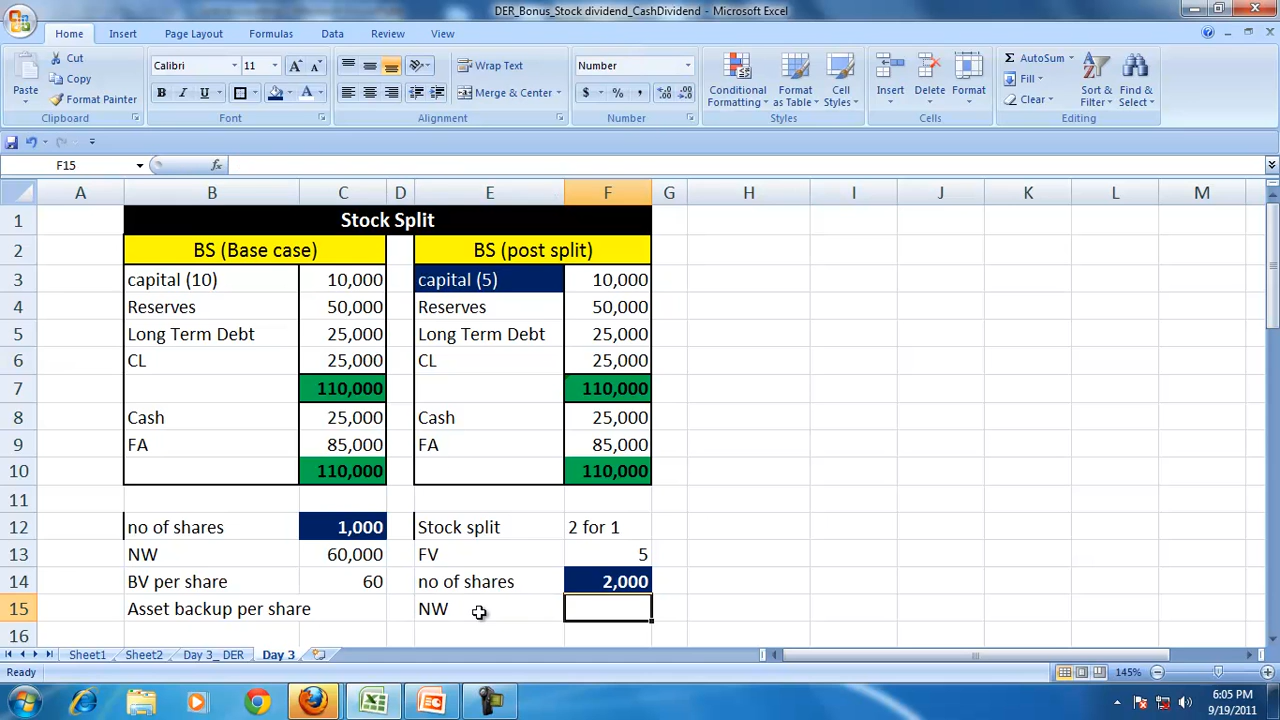 DER_Bonus_Stock dividend_CashDividend - Microsoft Excel
Home Insert Page Layout Formulas Data Review View
Paste Cut Copy Format Painter Calibri 11 Wrap Text Merge & Center Number Conditional Formatting Format as Table Cell Styles Insert Delete Format AutoSum Fill Clear Sort & Filter Find & Select
Clipboard Font Alignment Number Styles Cells Editing
F15 fx
A B C D E F G H I J K L M
1 Stock Split
2 BS (Base case) BS (post split)
3 capital (10) 10,000 capital (5) 10,000
4 Reserves 50,000 Reserves 50,000
5 Long Term Debt 25,000 Long Term Debt 25,000
6 CL 25,000 CL 25,000
7 110,000 110,000
8 Cash 25,000 Cash 25,000
9 FA 85,000 FA 85,000
10 110,000 110,000
11
12 no of shares 1,000 Stock split 2 for 1
13 NW 60,000 FV 5
14 BV per share 60 no of shares 2,000
15 Asset backup per share NW
16
Sheet1 Sheet2 Day 3_ DER Day 3
Ready 145%
6:05 PM
9/19/2011